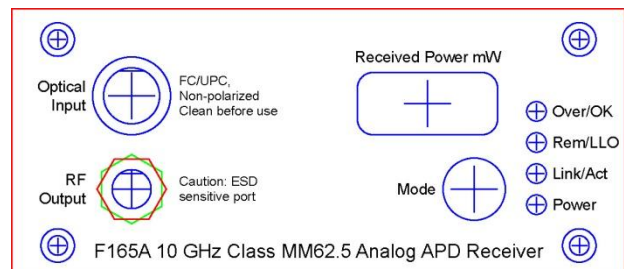 Received Power mW
Optical
Input
FC/UPC,
Non-polarized
Clean before use
Over/OK
Rem/LLO
Link/Act
Power
RF
Output
Caution: ESD
sensitive port
Mode
F165A 10 GHz Class MM62.5 Analog APD Receiver